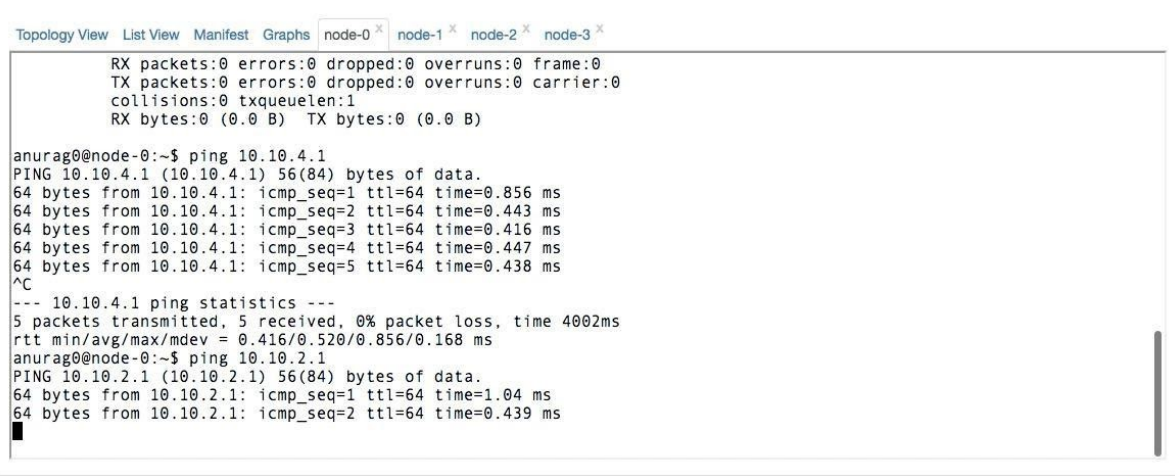 Topology View List View Manifest Graphs node-0 x node-1 x node-2 x node-3 x
RX packets:0 errors:0 dropped:0 overruns:0 frame:0
TX packets:0 errors:0 dropped:0 overruns:0 carrier:0
collisions:0 txqueuelen:1
RX bytes:0 (0.0 B)  TX bytes:0 (0.0 B)
anurag0@node-0:~$ ping 10.10.4.1
PING 10.10.4.1 (10.10.4.1) 56(84) bytes of data.
64 bytes from 10.10.4.1: icmp_seq=1 ttl=64 time=0.856 ms
64 bytes from 10.10.4.1: icmp_seq=2 ttl=64 time=0.443 ms
64 bytes from 10.10.4.1: icmp_seq=3 ttl=64 time=0.416 ms
64 bytes from 10.10.4.1: icmp_seq=4 ttl=64 time=0.447 ms
64 bytes from 10.10.4.1: icmp_seq=5 ttl=64 time=0.438 ms
^C
--- 10.10.4.1 ping statistics ---
5 packets transmitted, 5 received, 0% packet loss, time 4002ms
rtt min/avg/max/mdev = 0.416/0.520/0.856/0.168 ms
anurag0@node-0:~$ ping 10.10.2.1
PING 10.10.2.1 (10.10.2.1) 56(84) bytes of data.
64 bytes from 10.10.2.1: icmp_seq=1 ttl=64 time=1.04 ms
64 bytes from 10.10.2.1: icmp_seq=2 ttl=64 time=0.439 ms